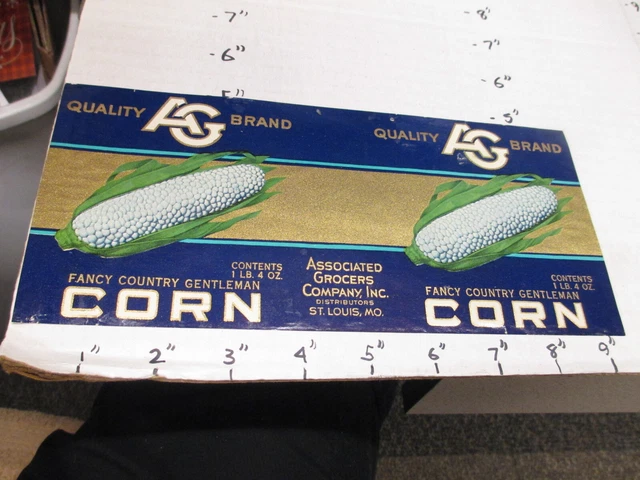 7" 8"
6" 7"
5" 6"
5"
QUALITY AG BRAND
QUALITY AG BRAND
CONTENTS
1 LB. 4 OZ.
FANCY COUNTRY GENTLEMAN
CORN
ASSOCIATED
GROCERS
COMPANY, INC.
DISTRIBUTORS
ST. LOUIS, MO.
CONTENTS
1 LB. 4 OZ.
FANCY COUNTRY GENTLEMAN
CORN
1" 2" 3" 4" 5" 6" 7" 8" 9"